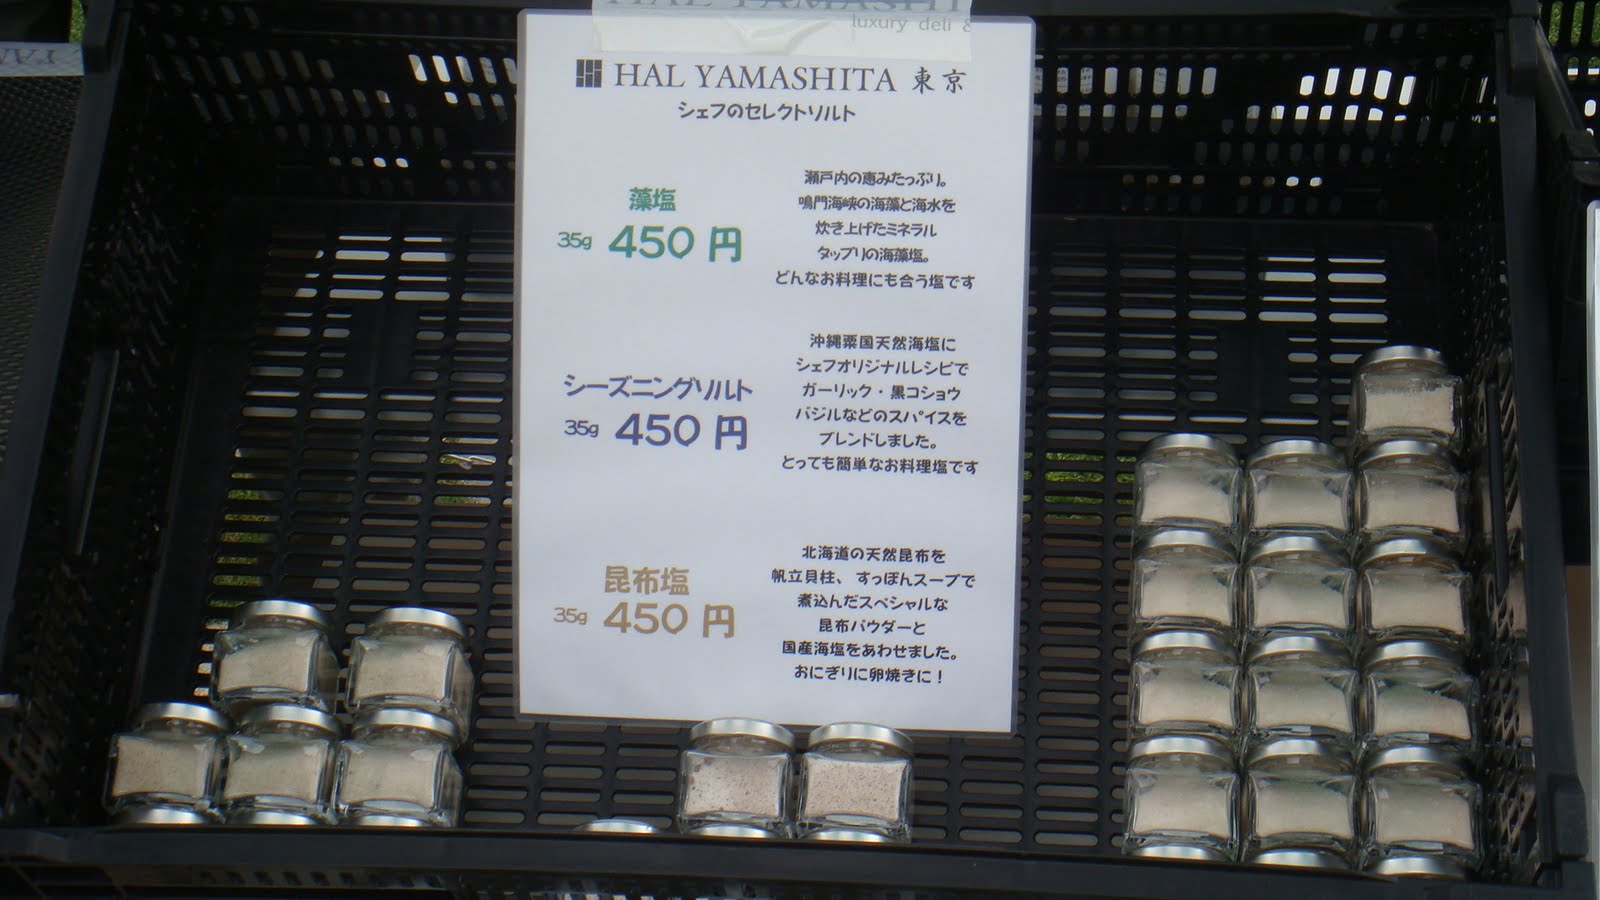 HAL YAMASHIT
luxury deli &
HAL YAMASHITA 東京
シェフのセレクトソルト
藻塩
35g 450円
瀬戸内の恵みたっぷり。
鳴門海峡の海藻と海水を
炊き上げたミネラル
タップリの海藻塩。
どんなお料理にも合う塩です
シーズニングソルト
35g 450円
沖縄粟国天然海塩に
シェフオリジナルレシピで
ガーリック・黒コショウ
バジルなどのスパイスを
ブレンドしました。
とっても簡単なお料理塩です
昆布塩
35g 450円
北海道の天然昆布を
帆立貝柱、すっぽんスープで
煮込んだスペシャルな
昆布パウダーと
国産海塩をあわせました。
おにぎりに卵焼きに！